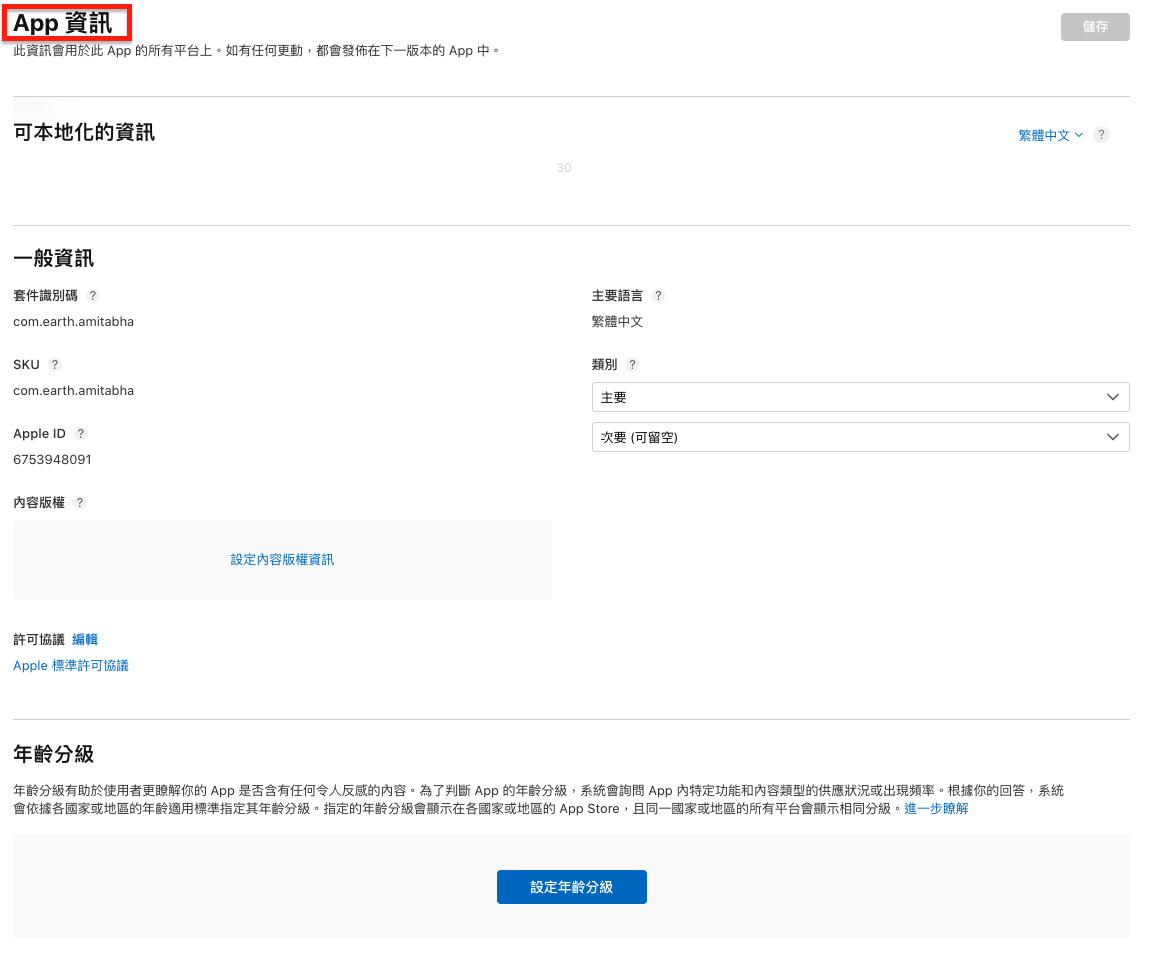 App 資訊
儲存
此資訊會用於此 App 的所有平台上。如有任何更動，都會發佈在下一版本的 App 中。
可本地化的資訊
繁體中文 ?
30
一般資訊
套件識別碼 ?
com.earth.amitabha
主要語言 ?
繁體中文
SKU ?
com.earth.amitabha
類別 ?
主要
次要 (可留空)
Apple ID ?
6753948091
內容版權 ?
設定內容版權資訊
許可協議 編輯
Apple 標準許可協議
年齡分級
年齡分級有助於使用者更瞭解你的 App 是否含有任何令人反感的內容。為了判斷 App 的年齡分級，系統會詢問 App 內特定功能和內容類型的供應狀況或出現頻率。根據你的回答，系統
會依據各國家或地區的年齡適用標準指定其年齡分級。指定的年齡分級會顯示在各國家或地區的 App Store，且同一國家或地區的所有平台會顯示相同分級。進一步瞭解
設定年齡分級